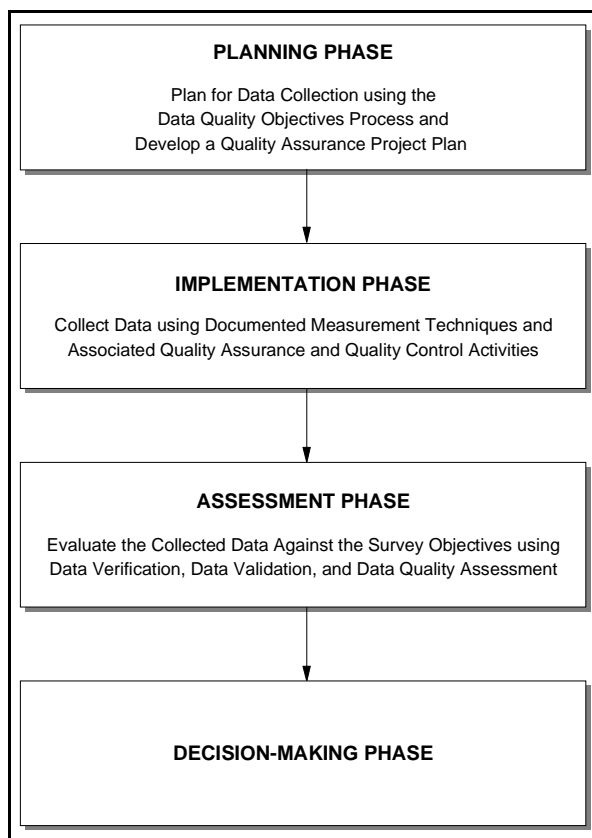 PLANNING PHASE
Plan for Data Collection using the
Data Quality Objectives Process and
Develop a Quality Assurance Project Plan
IMPLEMENTATION PHASE
Collect Data using Documented Measurement Techniques and
Associated Quality Assurance and Quality Control Activities
ASSESSMENT PHASE
Evaluate the Collected Data Against the Survey Objectives using
Data Verification, Data Validation, and Data Quality Assessment
DECISION-MAKING PHASE